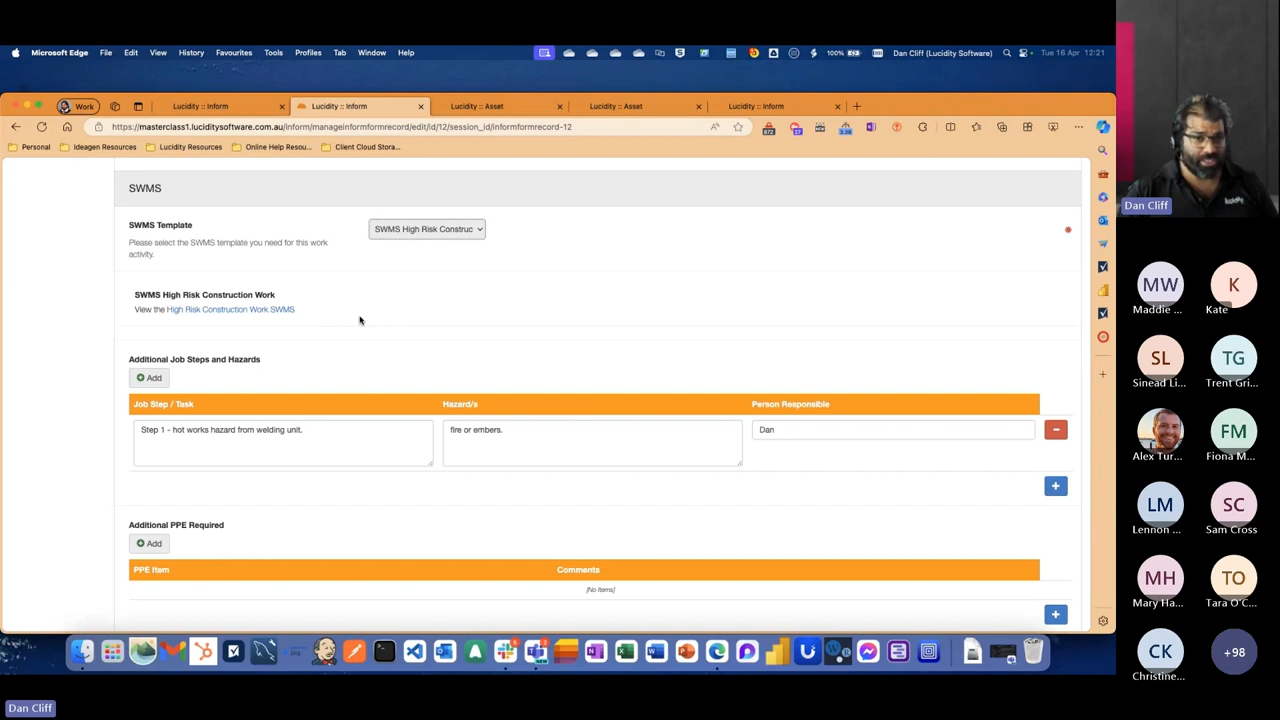 Microsoft Edge File Edit View History Favourites Tools Profiles Tab Window Help 100% Dan Cliff (Lucidity Software) Tue 16 Apr 12:21
Work Lucidity :: Inform Lucidity :: Inform Lucidity :: Asset Lucidity :: Asset Lucidity :: Inform
https://masterclass1.luciditysoftware.com.au/inform/manageinformformrecord/edit/id/12/session_id/informformrecord-12
Personal Ideagen Resources Lucidity Resources Online Help Resou... Client Cloud Stora...
SWMS
SWMS Template
SWMS High Risk Construc
Please select the SWMS template you need for this work
activity.
SWMS High Risk Construction Work
View the High Risk Construction Work SWMS
Additional Job Steps and Hazards
Add
Job Step / Task Hazard/s Person Responsible
Step 1 - hot works hazard from welding unit. fire or embers. Dan
Additional PPE Required
Add
PPE Item Comments
[No Items]
Dan Cliff
MW K
Maddie ... Kate
SL TG
Sinead Li... Trent Gri...
FM
Alex Tur... Fiona M...
LM SC
Lennon ... Sam Cross
MH TO
Mary Ha... Tara O'C...
CK +98
Christine...
Dan Cliff